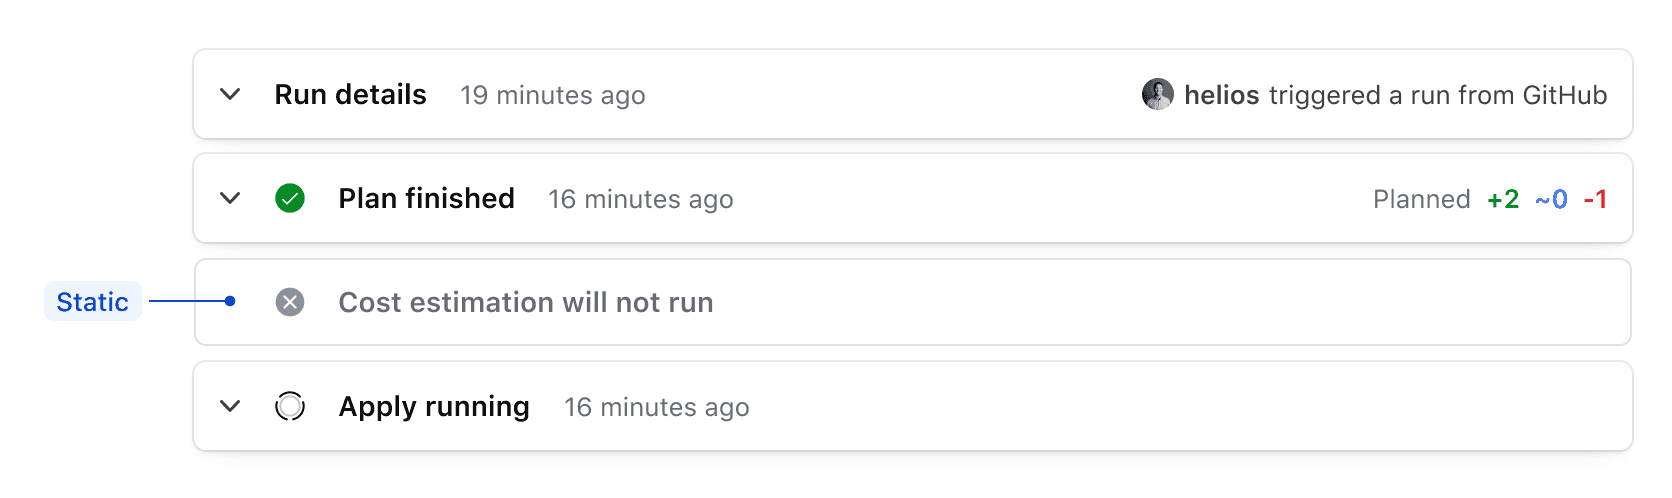 Run details 19 minutes ago helios triggered a run from GitHub
Plan finished 16 minutes ago Planned +2 ~0 -1
Static Cost estimation will not run
Apply running 16 minutes ago